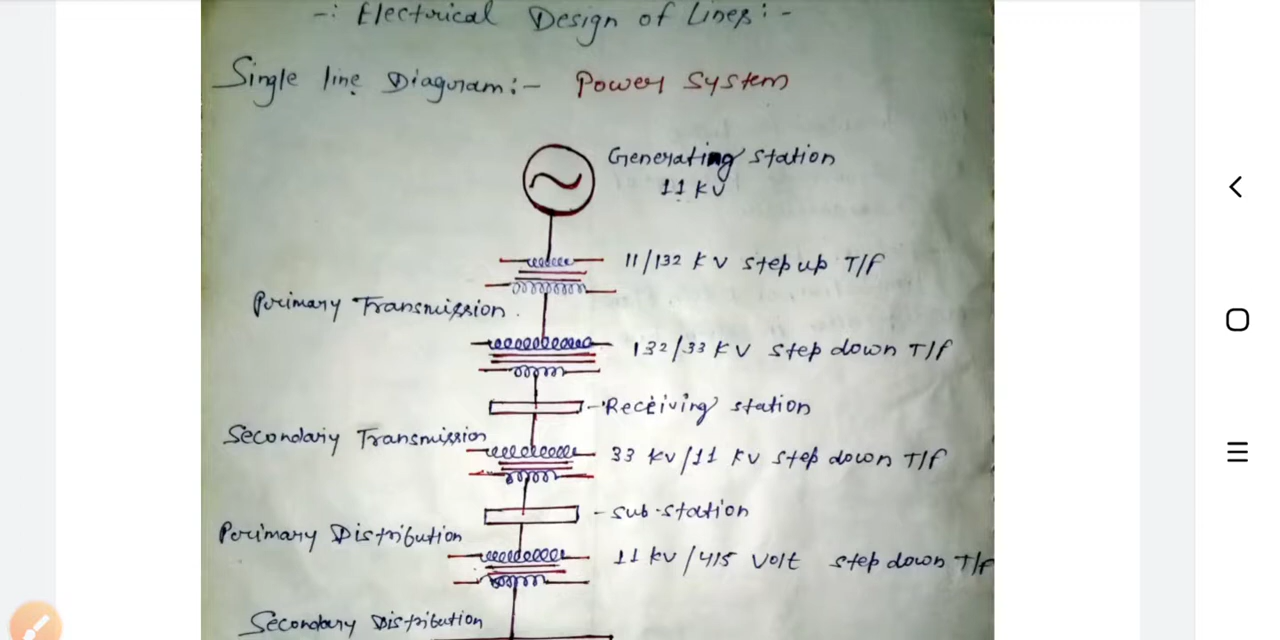 -: Electrical Design of Lines :-
Single line Diagram :- Power System
Generating Station
11 KV
11/132 KV Step up T/f
Primary Transmission.
132/33 KV Step down T/f
Receiving station
Secondary Transmission
33 KV/11 KV Step down T/f
Sub-station
Primary Distribution
11 KV/415 Volt Step down T/f
Secondary Distribution